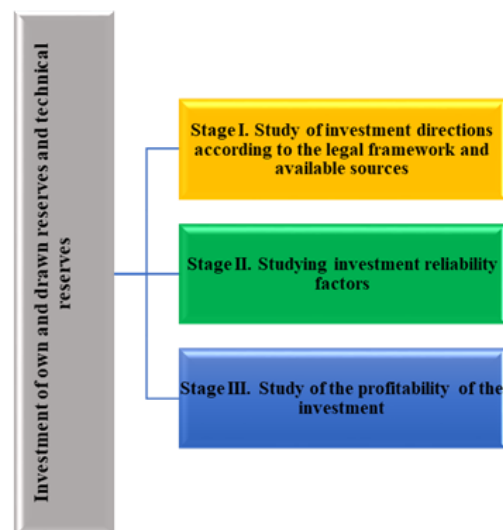 Investment of own and drawn reserves and technical
reserves
Stage I. Study of investment directions
according to the legal framework and
available sources
Stage II. Studying investment reliability
factors
Stage III. Study of the profitability of the
investment